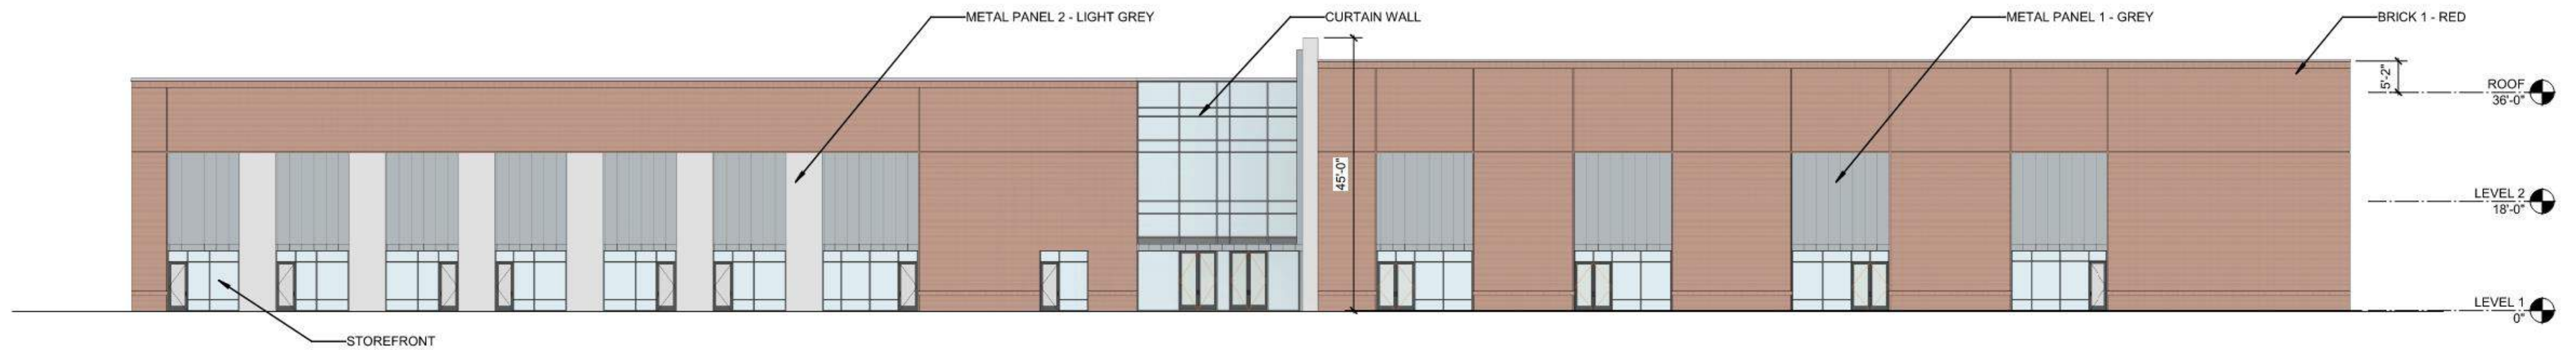 METAL PANEL 2 - LIGHT GREY
CURTAIN WALL
METAL PANEL 1 - GREY
BRICK 1 - RED
5'-2"
ROOF
36'-0"
45'-0"
LEVEL 2
18'-0"
LEVEL 1
0"
STOREFRONT